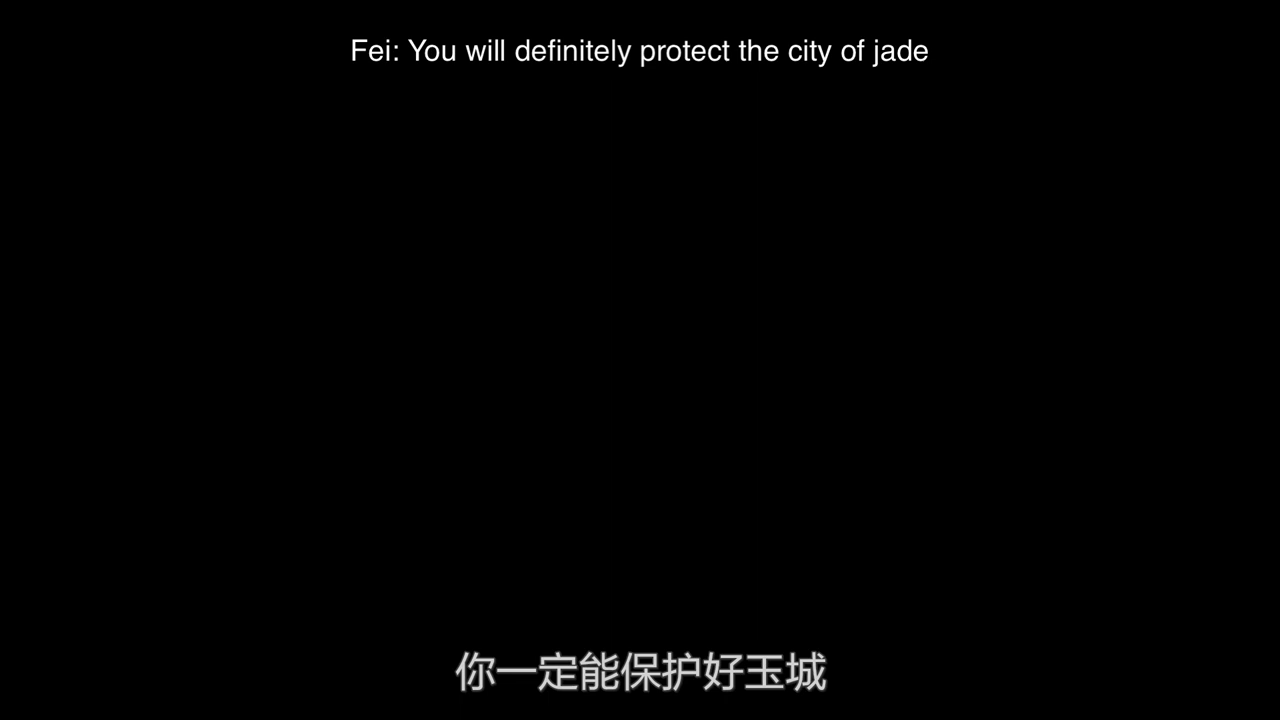 Fei: You will definitely protect the city of jade
你一定能保护好玉城